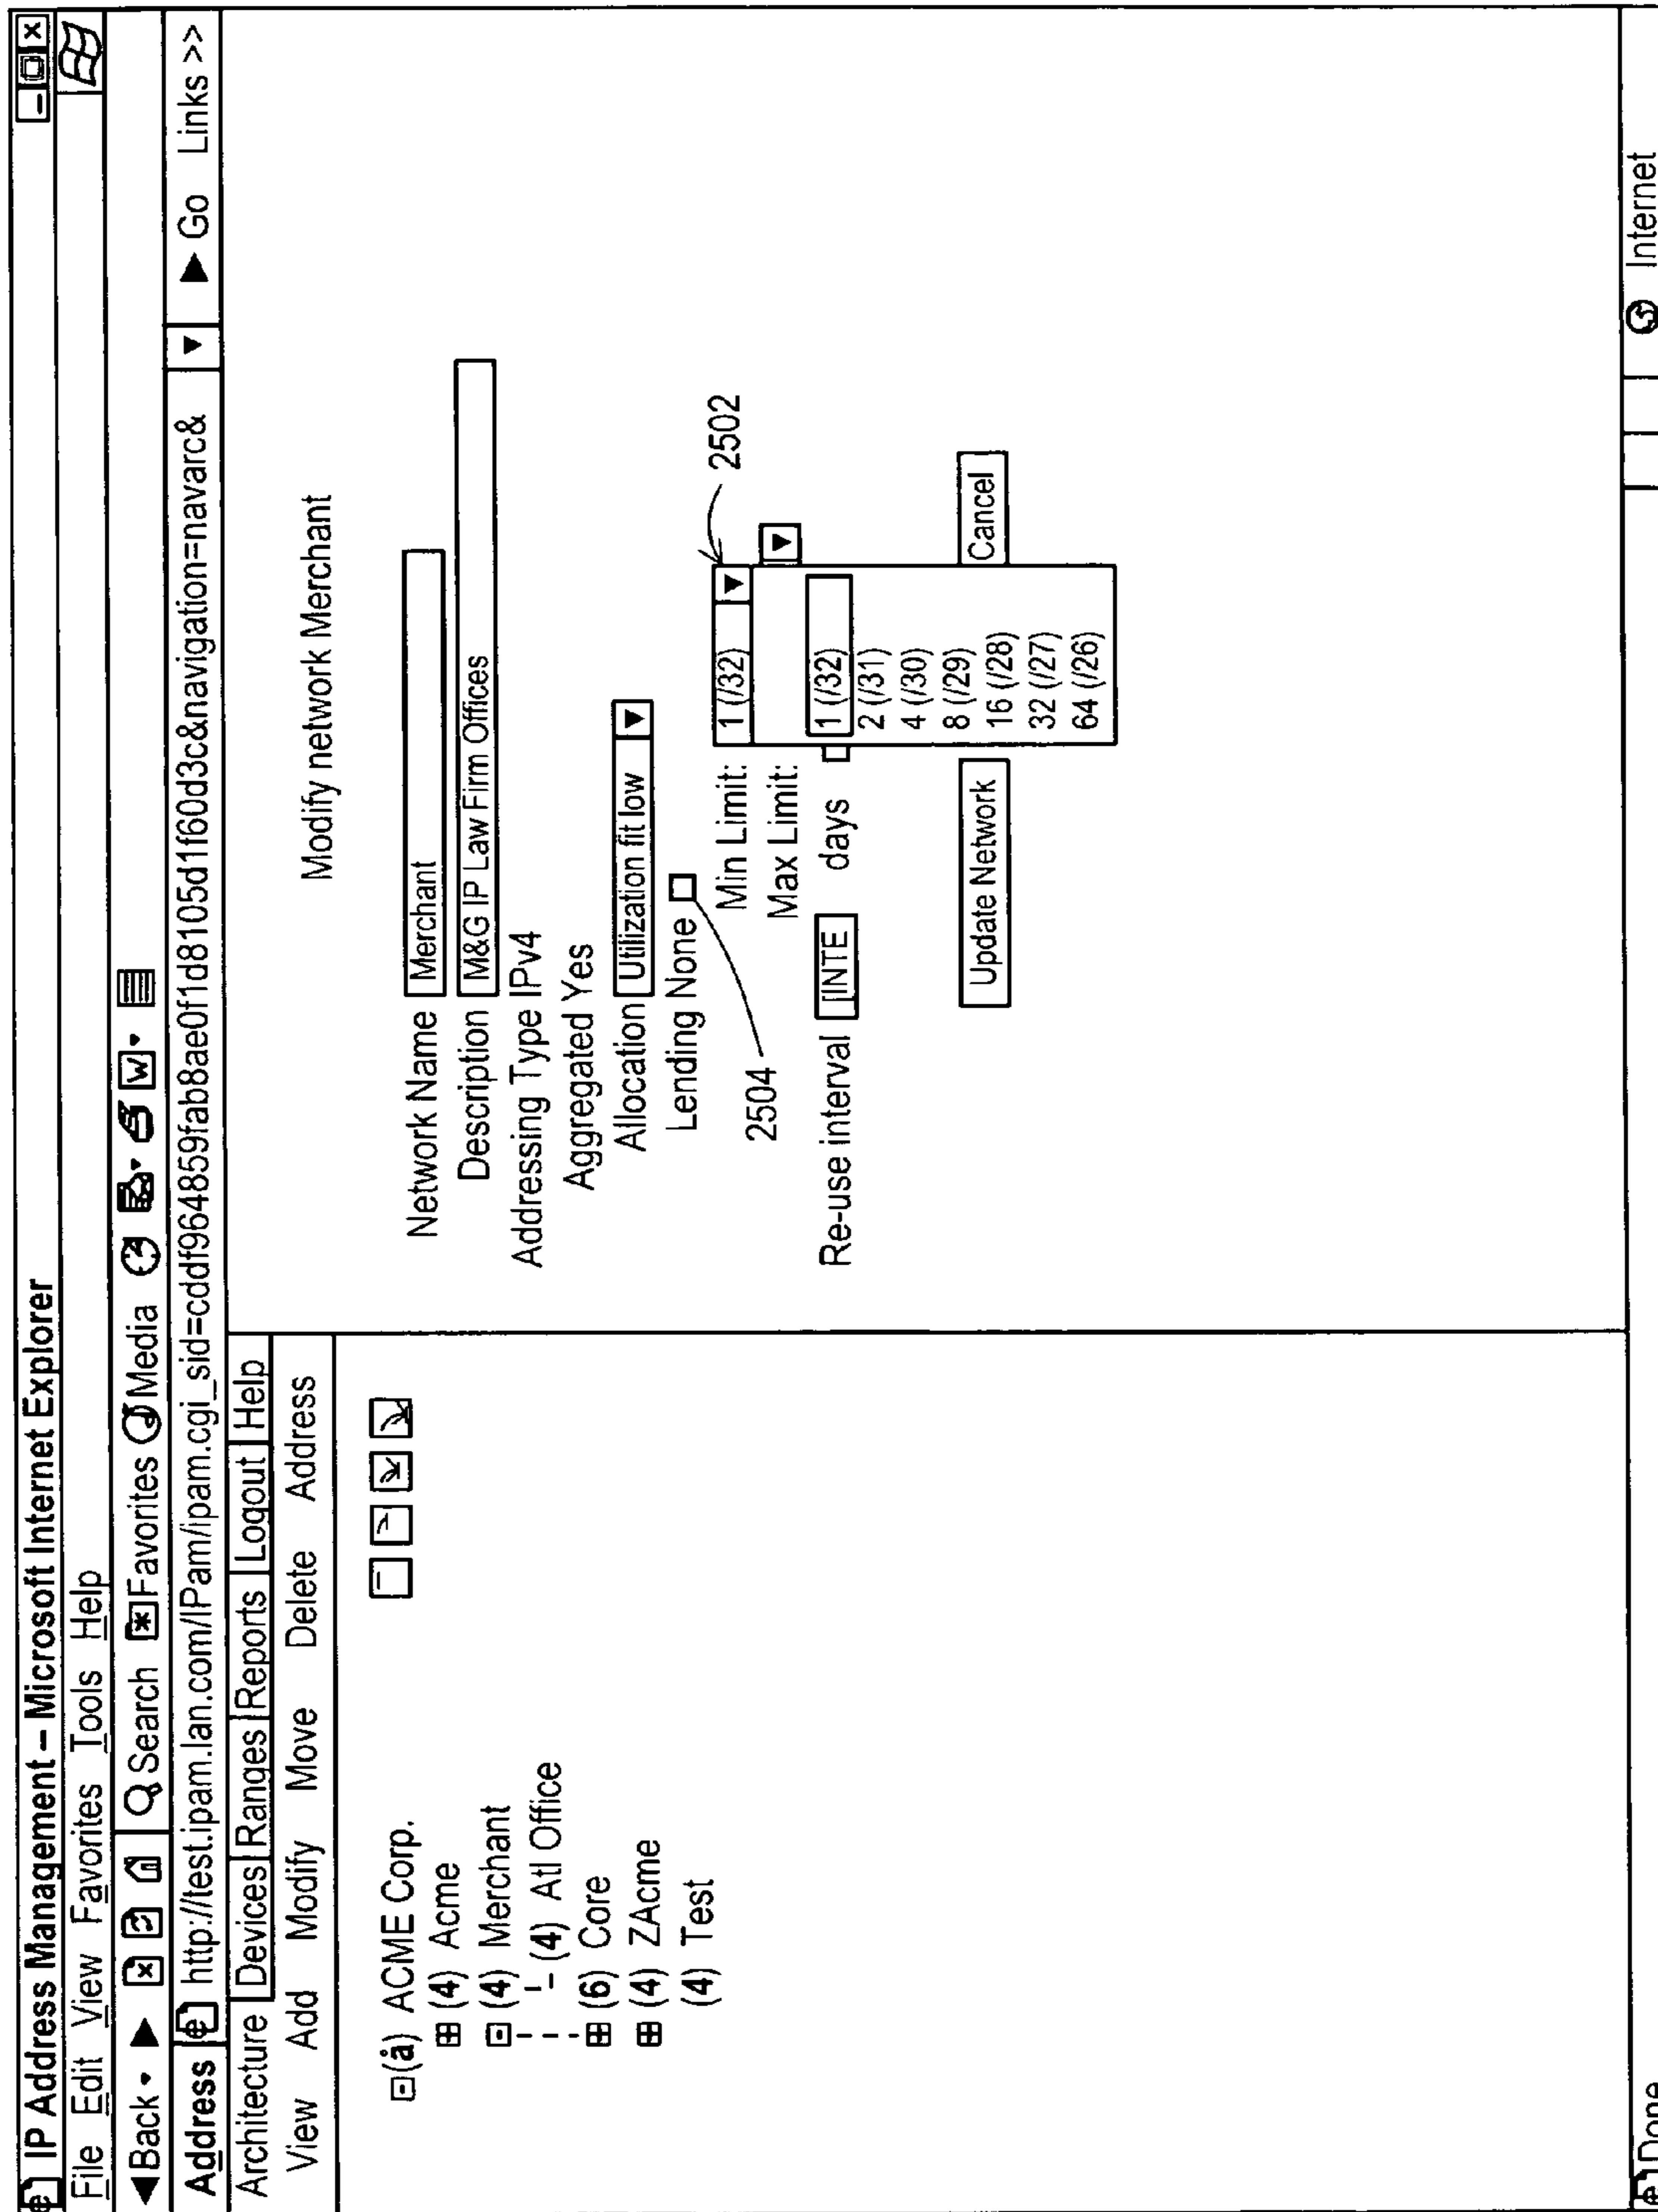 IP Address Management – Microsoft Internet Explorer
File Edit View Favorites Tools Help
Back Search Favorites Media
Address http://test.ipam.lan.com/IPam/ipam.cgi_sid=cddf964859fab8ae0f1d8105d1f60d3c&navigation=navarc& Go Links >>
Architecture Devices Ranges Reports Logout Help
View Add Modify Move Delete Address
(å) ACME Corp.
(4) Acme
(4) Merchant
(4) Atl Office
(6) Core
(4) ZAcme
(4) Test
Modify network Merchant
Network Name Merchant
Description M&G IP Law Firm Offices
Addressing Type IPv4
Aggregated Yes
Allocation Utilization fit low
Lending None
2504
Min Limit: 1 (/32)
2502
Max Limit:
1 (/32)
2 (/31)
4 (/30)
8 (/29)
16 (/28)
32 (/27)
64 (/26)
Re-use interval [INTE days
Update Network Cancel
Done Internet